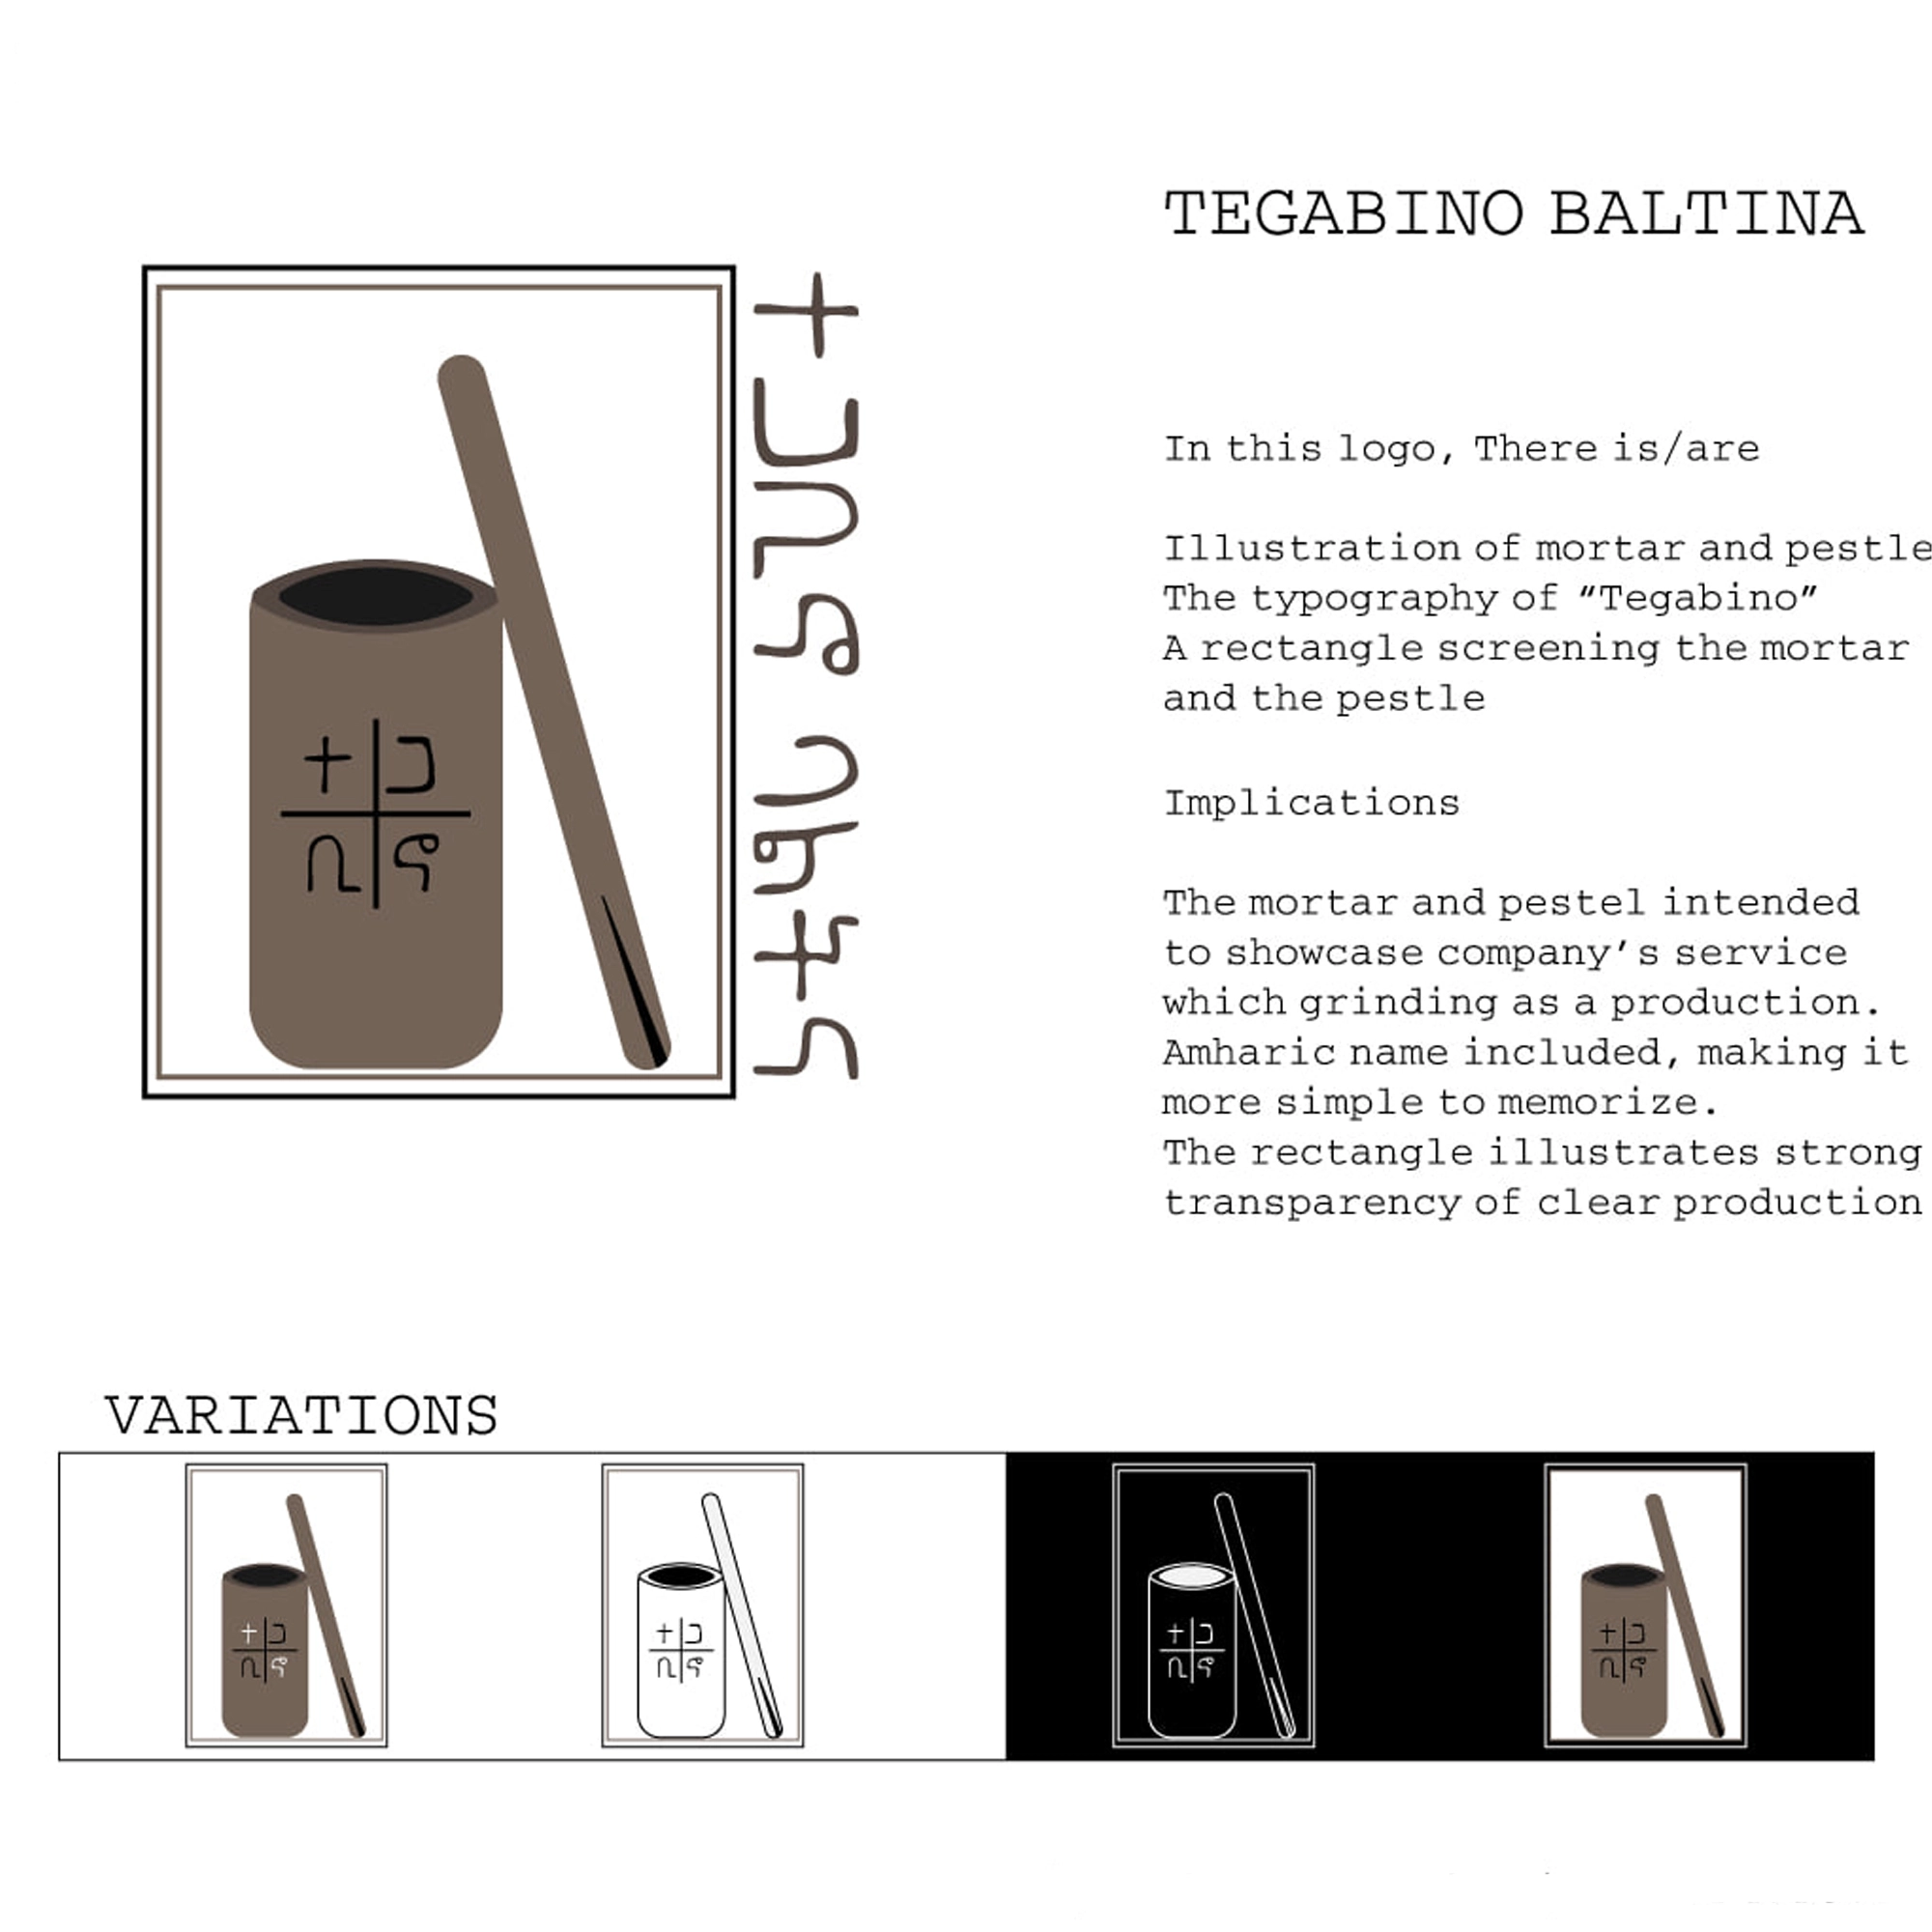 TEGABINO BALTINA
ተጋቢኖ ባልትና
ተ ጋ
ቢ ኖ
In this logo, There is/are
Illustration of mortar and pestle
The typography of “Tegabino”
A rectangle screening the mortar
and the pestle
Implications
The mortar and pestel intended
to showcase company’s service
which grinding as a production.
Amharic name included, making it
more simple to memorize.
The rectangle illustrates strong
transparency of clear production
VARIATIONS
ተ ጋ
ቢ ኖ
ተ ጋ
ቢ ኖ
ተ ጋ
ቢ ኖ
ተ ጋ
ቢ ኖ